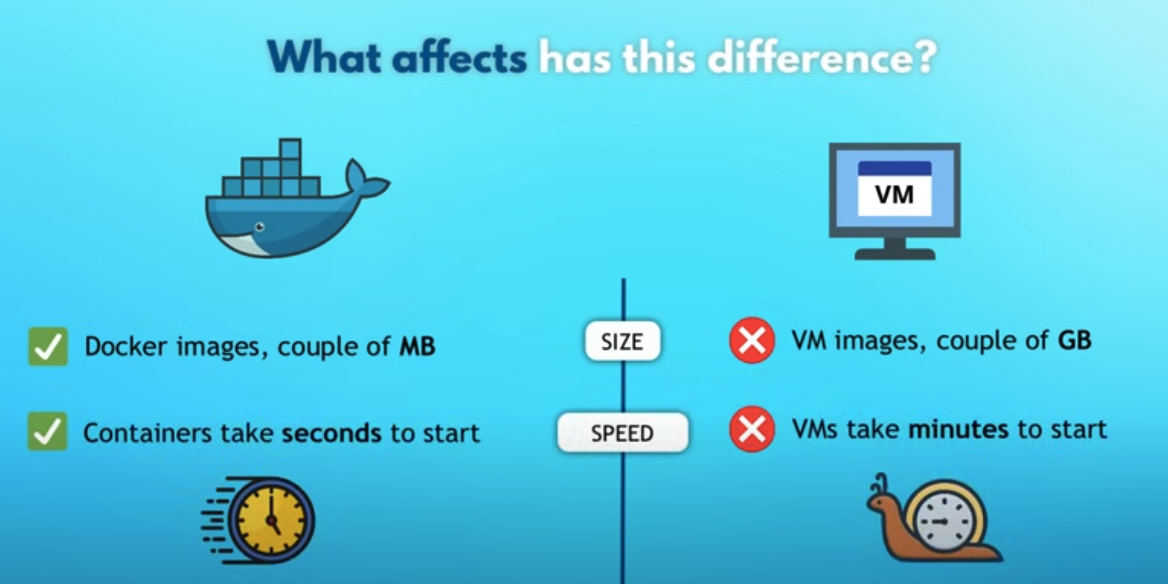 What affects has this difference?
VM
Docker images, couple of MB
SIZE
VM images, couple of GB
Containers take seconds to start
SPEED
VMs take minutes to start